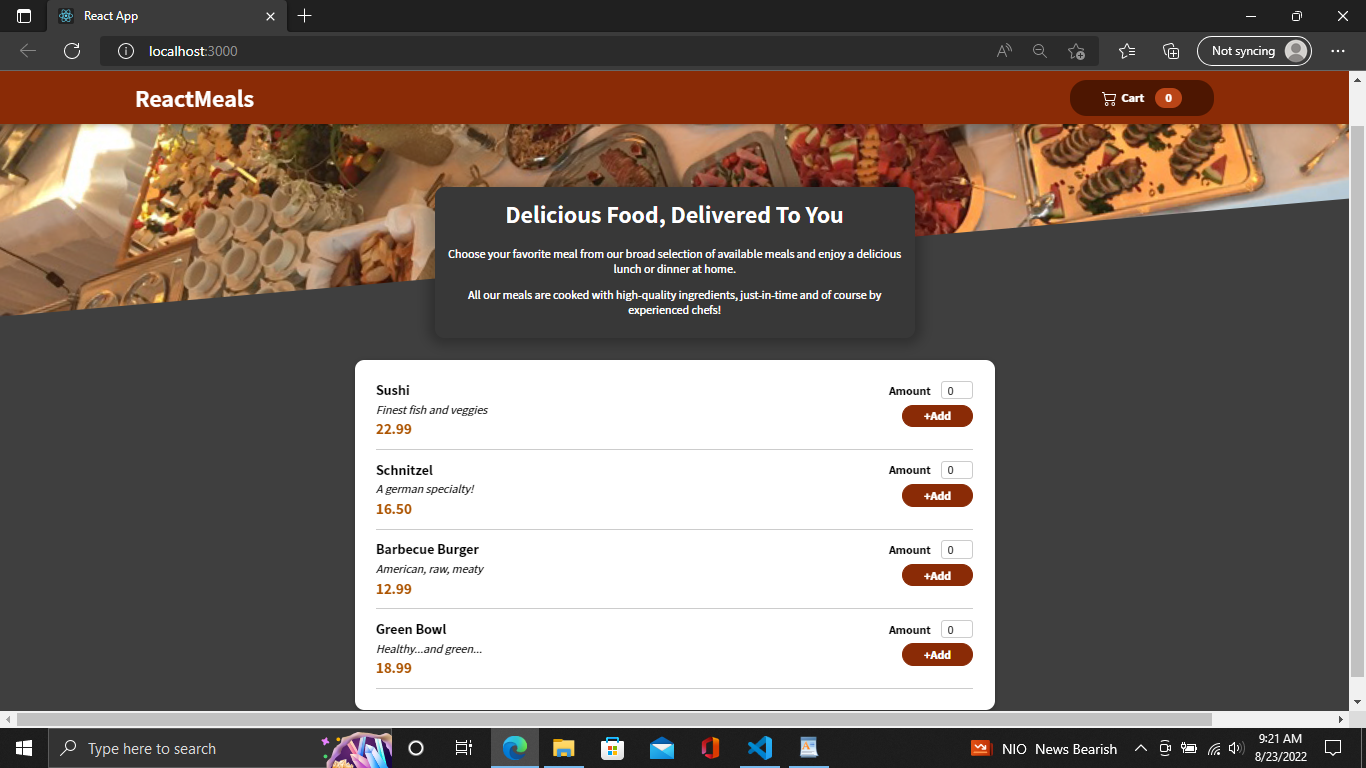 React App
localhost:3000
Not syncing
ReactMeals
Cart 0
Delicious Food, Delivered To You
Choose your favorite meal from our broad selection of available meals and enjoy a delicious
lunch or dinner at home.
All our meals are cooked with high-quality ingredients, just-in-time and of course by
experienced chefs!
Sushi
Amount 0
Finest fish and veggies
+Add
22.99
Schnitzel
Amount 0
A german specialty!
+Add
16.50
Barbecue Burger
Amount 0
American, raw, meaty
+Add
12.99
Green Bowl
Amount 0
Healthy...and green...
+Add
18.99
Type here to search
NIO News Bearish
9:21 AM
8/23/2022